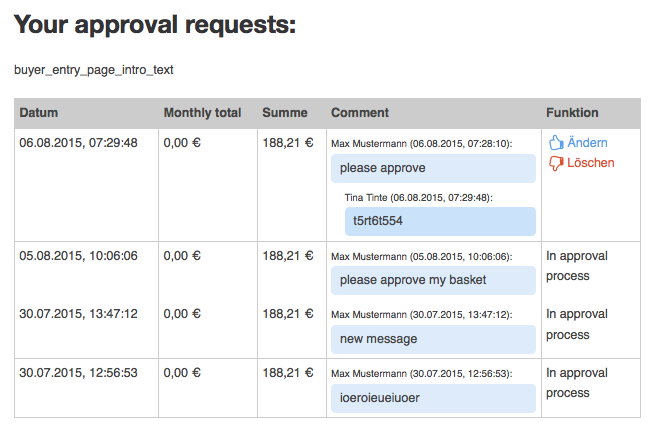 Your approval requests:
buyer_entry_page_intro_text
Datum Monthly total Summe Comment Funktion
06.08.2015, 07:29:48 0,00 € 188,21 € Max Mustermann (06.08.2015, 07:28:10): Ändern
please approve Löschen
Tina Tinte (06.08.2015, 07:29:48):
t5rt6t554
05.08.2015, 10:06:06 0,00 € 188,21 € Max Mustermann (05.08.2015, 10:06:06): In approval
please approve my basket process
30.07.2015, 13:47:12 0,00 € 188,21 € Max Mustermann (30.07.2015, 13:47:12): In approval
new message process
30.07.2015, 12:56:53 0,00 € 188,21 € Max Mustermann (30.07.2015, 12:56:53): In approval
ioeroieueiuoer process